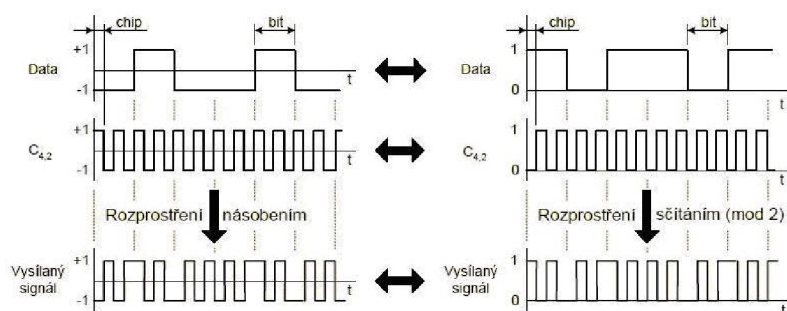 chip
bit
+1
Data
-1
t
+1
C4,2
-1
t
Rozprostření násobením
+1
Vysílaný
signál
-1
t
chip
bit
1
Data
0
t
1
C4,2
0
t
Rozprostření sčítáním (mod 2)
+1
Vysílaný
signál
0
t